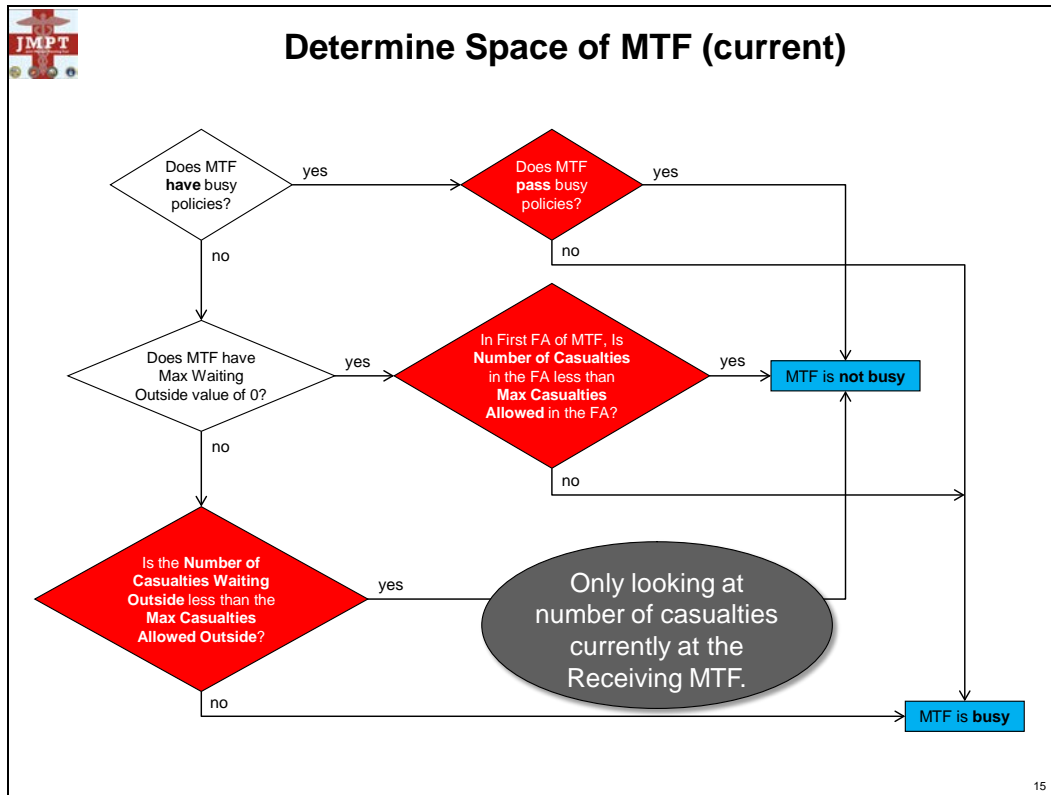 JMPT
Determine Space of MTF (current)
Does MTF
have busy
policies?
yes
Does MTF
pass busy
policies?
yes
no
no
Does MTF have
Max Waiting
Outside value of 0?
yes
In First FA of MTF, Is
Number of Casualties
in the FA less than
Max Casualties
Allowed in the FA?
yes
MTF is not busy
no
no
Is the Number of
Casualties Waiting
Outside less than the
Max Casualties
Allowed Outside?
yes
Only looking at
number of casualties
currently at the
Receiving MTF.
no
MTF is busy
15